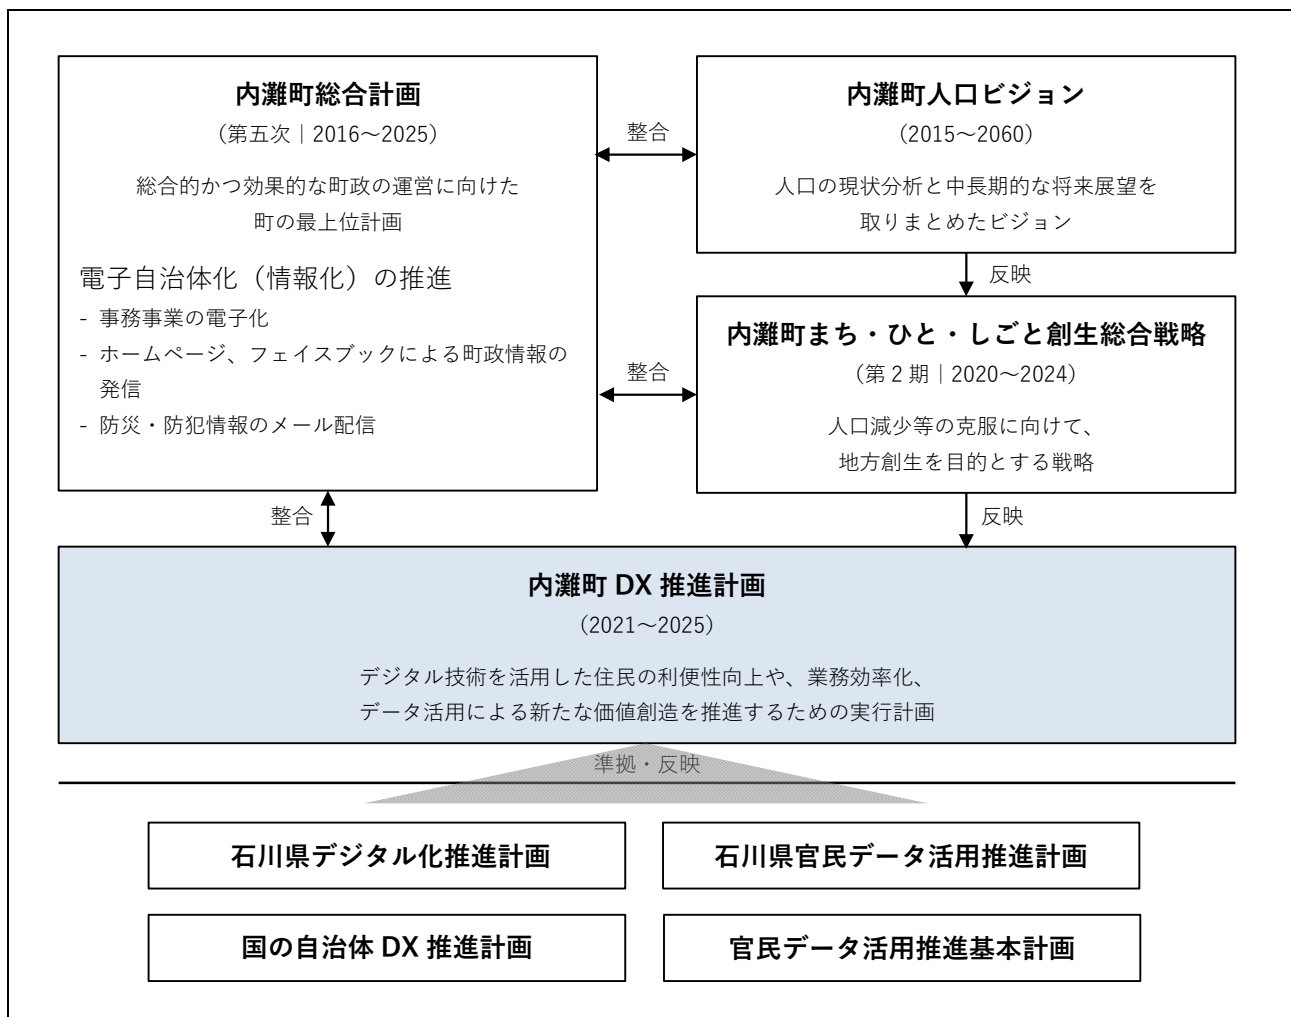 内灘町総合計画
(第五次｜2016～2025)
総合的かつ効果的な町政の運営に向けた
町の最上位計画
電子自治体化（情報化）の推進
- 事務事業の電子化
- ホームページ、フェイスブックによる町政情報の
発信
- 防災・防犯情報のメール配信
整合
内灘町人口ビジョン
(2015～2060)
人口の現状分析と中長期的な将来展望を
取りまとめたビジョン
反映
整合
内灘町まち・ひと・しごと創生総合戦略
(第２期｜2020～2024)
人口減少等の克服に向けて、
地方創生を目的とする戦略
整合
反映
内灘町 DX 推進計画
（2021～2025）
デジタル技術を活用した住民の利便性向上や、業務効率化、
データ活用による新たな価値創造を推進するための実行計画
準拠・反映
石川県デジタル化推進計画
石川県官民データ活用推進計画
国の自治体 DX 推進計画
官民データ活用推進基本計画